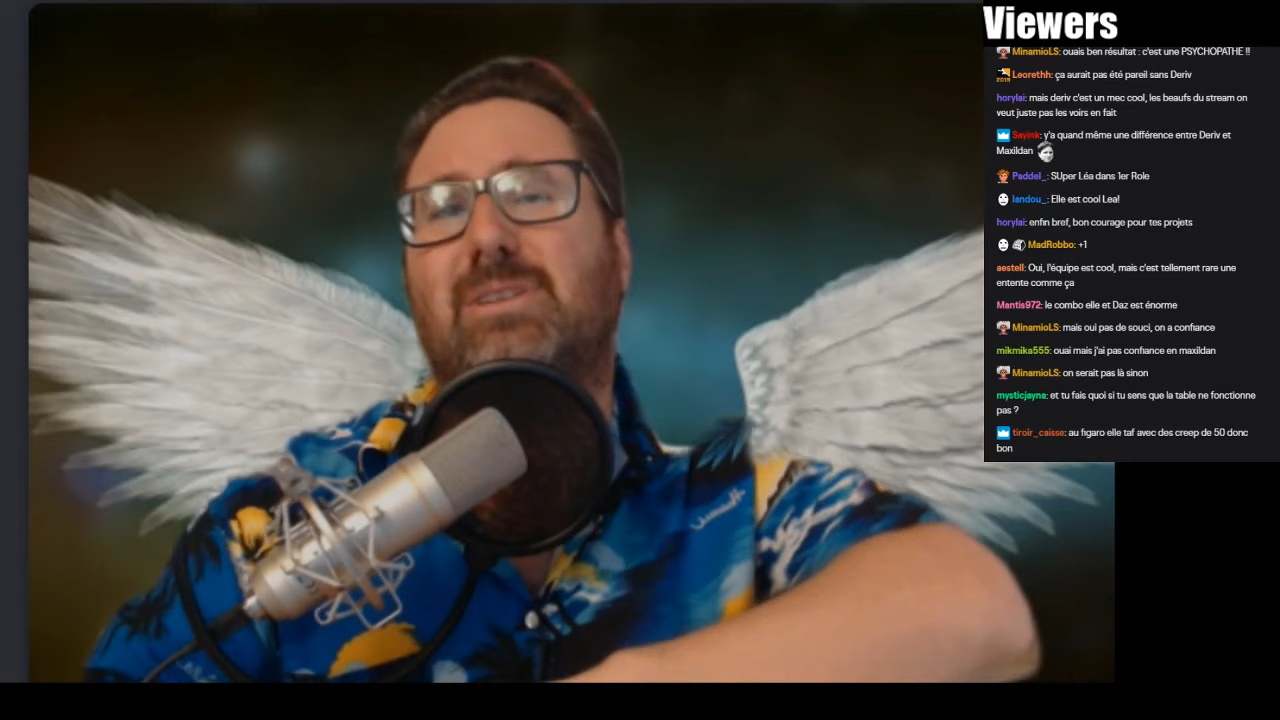 Viewers
MinamioLS: ouais ben résultat : c'est une PSYCHOPATHE !!
Leorethh: ça aurait pas été pareil sans Deriv
horylai: mais deriv c'est un mec cool, les beaufs du stream on
veut juste pas les voirs en fait
Sayink: y'a quand même une différence entre Deriv et
Maxildan
Paddel_: SUper Léa dans 1er Role
landou_: Elle est cool Lea!
horylai: enfin bref, bon courage pour tes projets
MadRobbo: +1
aestell: Oui, l'équipe est cool, mais c'est tellement rare une
entente comme ça
Mantis972: le combo elle et Daz est énorme
MinamioLS: mais oui pas de souci, on a confiance
mikmika555: ouai mais j'ai pas confiance en maxildan
MinamioLS: on serait pas là sinon
mysticjayna: et tu fais quoi si tu sens que la table ne fonctionne
pas ?
tiroir_caisse: au figaro elle taf avec des creep de 50 donc
bon